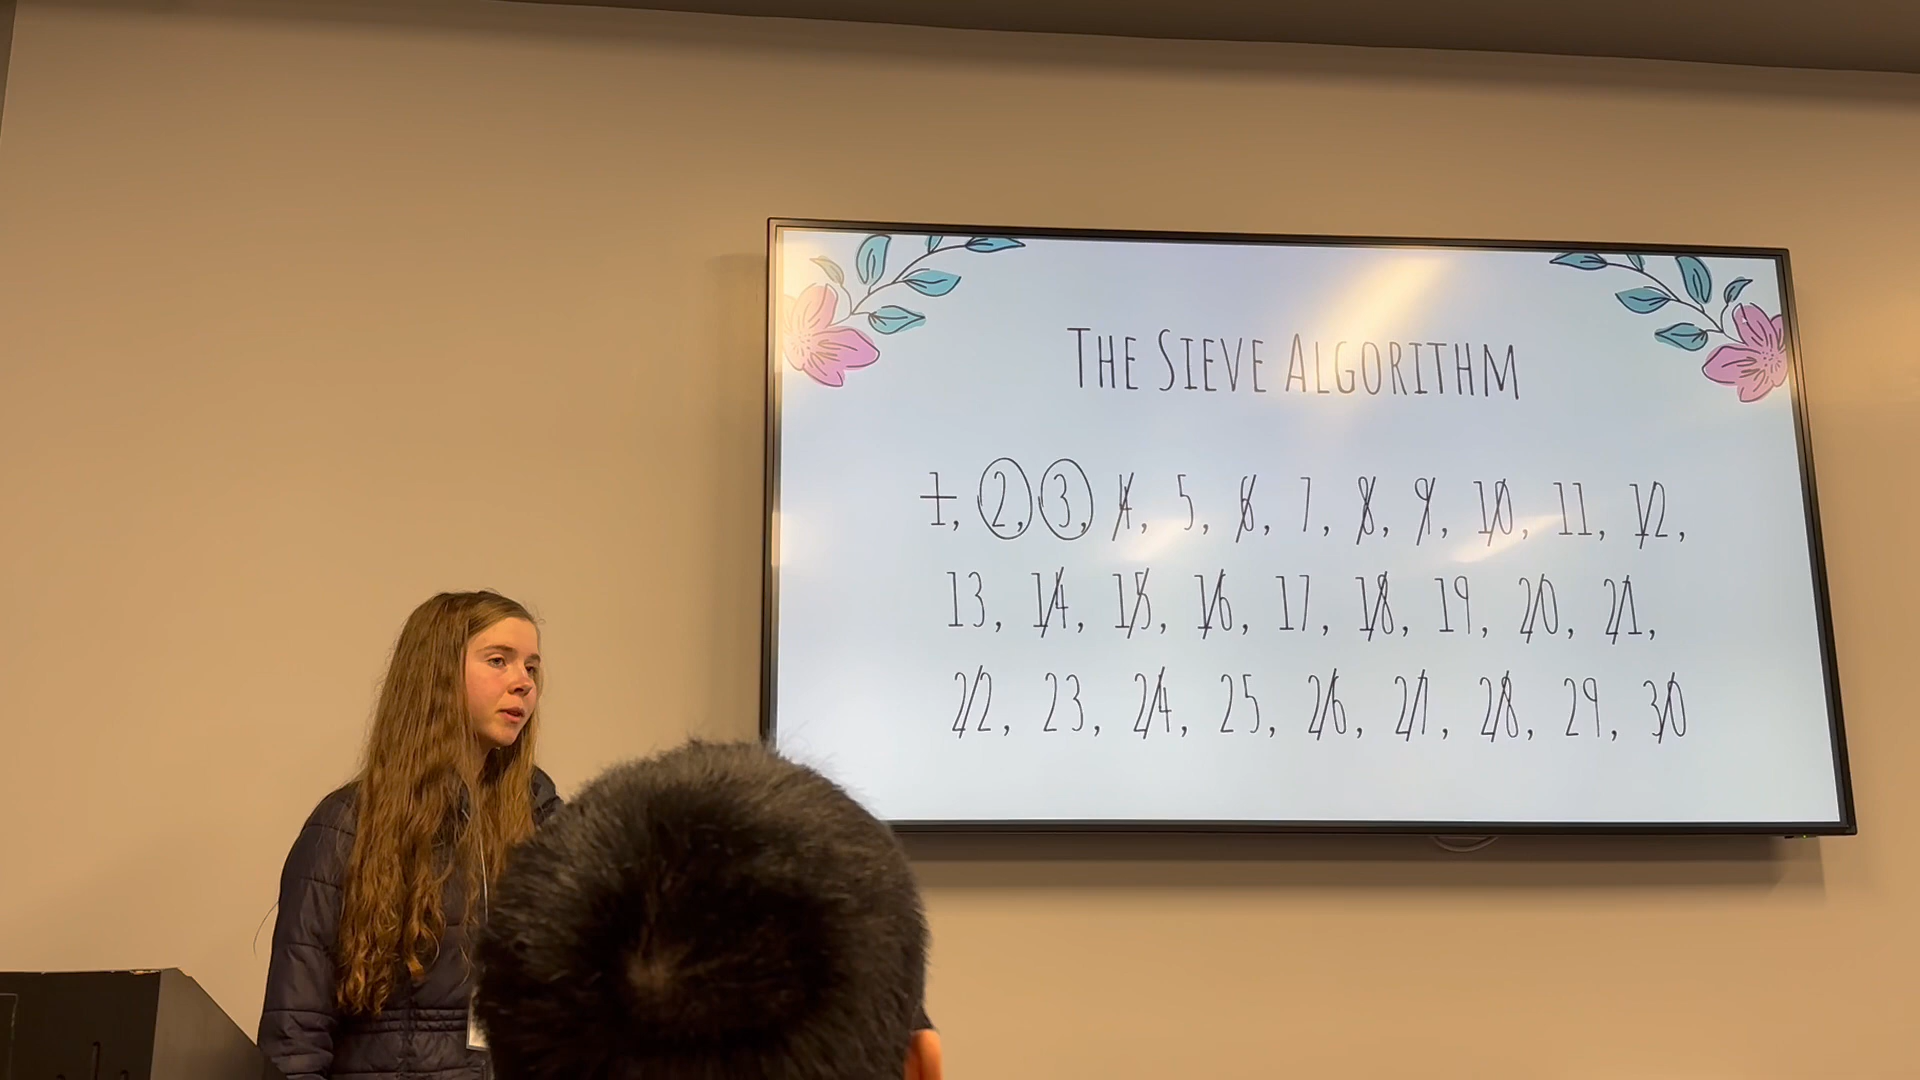 THE SIEVE ALGORITHM
1, 2, 3, 4, 5, 6, 7, 8, 9, 10, 11, 12,
13, 14, 15, 16, 17, 18, 19, 20, 21,
22, 23, 24, 25, 26, 27, 28, 29, 30